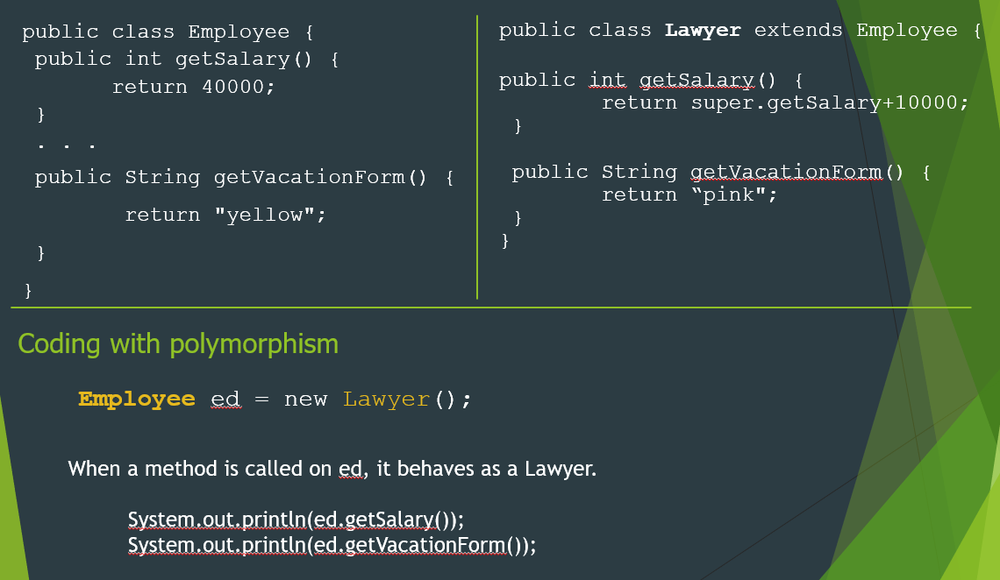 public class Employee {
public int getSalary() {
return 40000;
}
. . .
public String getVacationForm() {
return "yellow";
}
}
public class Lawyer extends Employee {
public int getSalary() {
return super.getSalary+10000;
}
public String getVacationForm() {
return “pink";
}
}
Coding with polymorphism
Employee ed = new Lawyer();
When a method is called on ed, it behaves as a Lawyer.
System.out.println(ed.getSalary());
System.out.println(ed.getVacationForm());